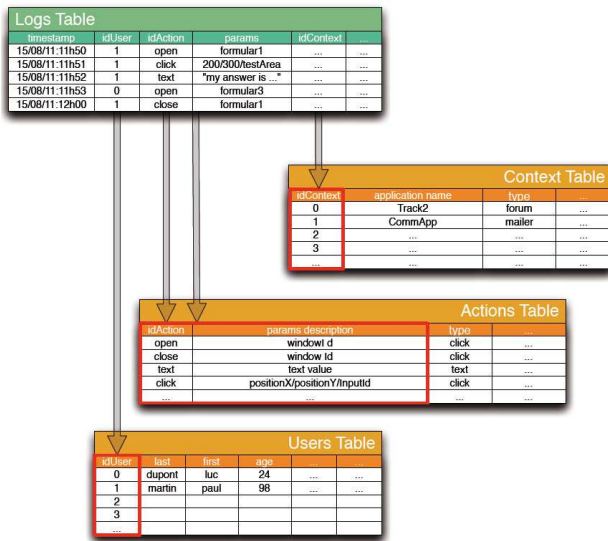 Logs Table
timestamp idUser idAction params idContext ...
15/08/11:11h50 1 open formular1 ... ...
15/08/11:11h51 1 click 200/300/testArea ... ...
15/08/11:11h52 1 text "my answer is ..." ... ...
15/08/11:11h53 0 open formular3 ... ...
15/08/11:12h00 1 close formular1 ... ...
Context Table
idContext application name type ...
0 Track2 forum ...
1 CommApp mailer ...
2 ... ... ...
3 ... ... ...
... ... ... ...
Actions Table
idAction params description type ...
open windowI d click ...
close window Id click ...
text text value text ...
click positionX/positionY/InputId click ...
... ... ... ...
Users Table
idUser last first age ... ...
0 dupont luc 24 ... ...
1 martin paul 98 ... ...
2
3
...